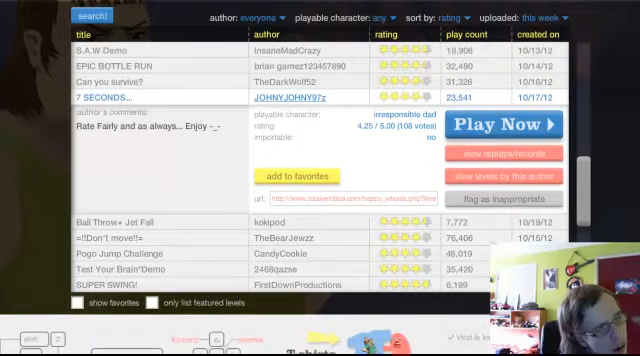 search!
author: everyone playable character: any sort by: rating uploaded: this week
title author rating play count created on
S.A.W Demo InsaneMadCrazy 18,906 10/13/12
EPIC BOTTLE RUN brian gamez123457890 32,490 10/14/12
Can you survive? TheDarkWolf52 31,326 10/16/12
7 SECONDS... JOHNYJOHNY97z 23,541 10/17/12
author's comments:
Rate Fairly and as always... Enjoy -_-
playable character: irresponsible dad
rating: 4.25 / 5.00 (108 votes)
importable: no
Play Now
view replays/records
add to favorites
view levels by this author
url:
flag as inappropriate
Ball Throw+ Jet Fall kokipod 7,772 10/19/12
=!!Don't move!!= TheBearJewzz 76,406 10/15/12
Pogo Jump Challenge CandyCookie 46,019
Test Your Brain*Demo 2468qazse 35,420
SUPER SWING! FirstDownProductions 6,199
show favorites only list featured levels
shift Z
T-shirts